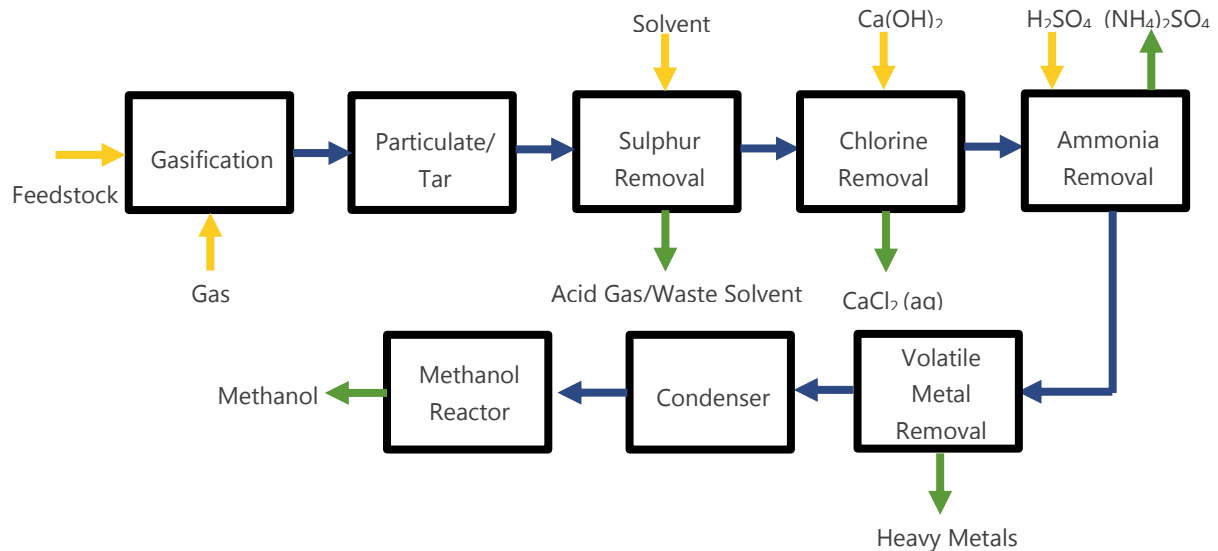 Solvent
Ca(OH)₂
H₂SO₄ (NH₄)₂SO₄
Gasification
Particulate/
Tar
Sulphur
Removal
Chlorine
Removal
Ammonia
Removal
Feedstock
Gas
Acid Gas/Waste Solvent
CaCl₂ (aq)
Methanol
Methanol
Reactor
Condenser
Volatile
Metal
Removal
Heavy Metals